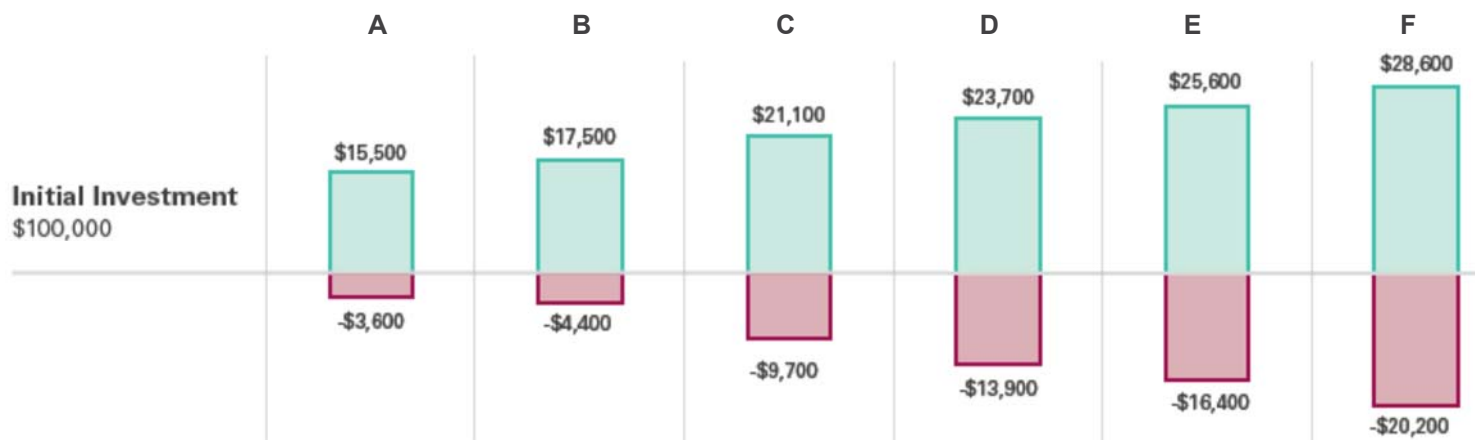 A
B
C
D
E
F
$15,500
$17,500
$21,100
$23,700
$25,600
$28,600
Initial Investment
$100,000
-$3,600
-$4,400
-$9,700
-$13,900
-$16,400
-$20,200